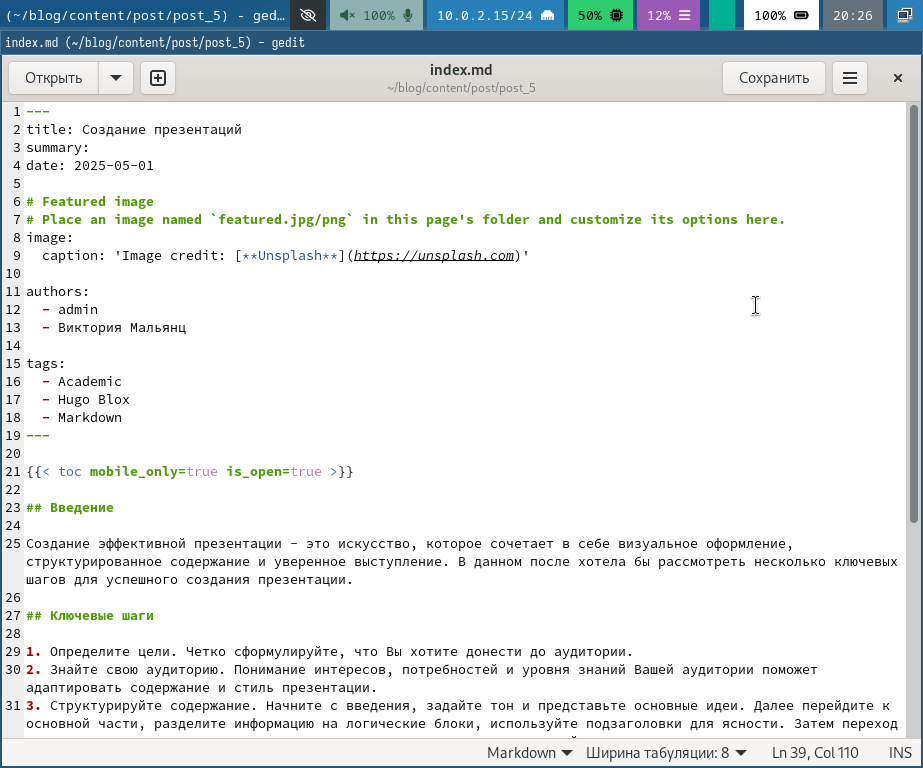 (~/blog/content/post/post_5) - ged… 100% 10.0.2.15/24 50% 12% 100% 20:26
index.md (~/blog/content/post/post_5) - gedit
Открыть index.md Сохранить
~/blog/content/post/post_5
1 ---
2 title: Создание презентаций
3 summary:
4 date: 2025-05-01
5
6 # Featured image
7 # Place an image named `featured.jpg/png` in this page's folder and customize its options here.
8 image:
9   caption: 'Image credit: [**Unsplash**](https://unsplash.com)'
10
11 authors:
12   - admin
13   - Виктория Мальянц
14
15 tags:
16   - Academic
17   - Hugo Blox
18   - Markdown
19 ---
20
21 {{< toc mobile_only=true is_open=true >}}
22
23 ## Введение
24
25 Создание эффективной презентации - это искусство, которое сочетает в себе визуальное оформление,
структурированное содержание и уверенное выступление. В данном после хотела бы рассмотреть несколько ключевых
шагов для успешного создания презентации.
26
27 ## Ключевые шаги
28
29 1. Определите цели. Четко сформулируйте, что Вы хотите донести до аудитории.
30 2. Знайте свою аудиторию. Понимание интересов, потребностей и уровня знаний Вашей аудитории поможет
адаптировать содержание и стиль презентации.
31 3. Структурируйте содержание. Начните с введения, задайте тон и представьте основные идеи. Далее перейдите к
основной части, разделите информацию на логические блоки, используйте подзаголовки для ясности. Затем переход
Markdown Ширина табуляции: 8 Ln 39, Col 110 INS